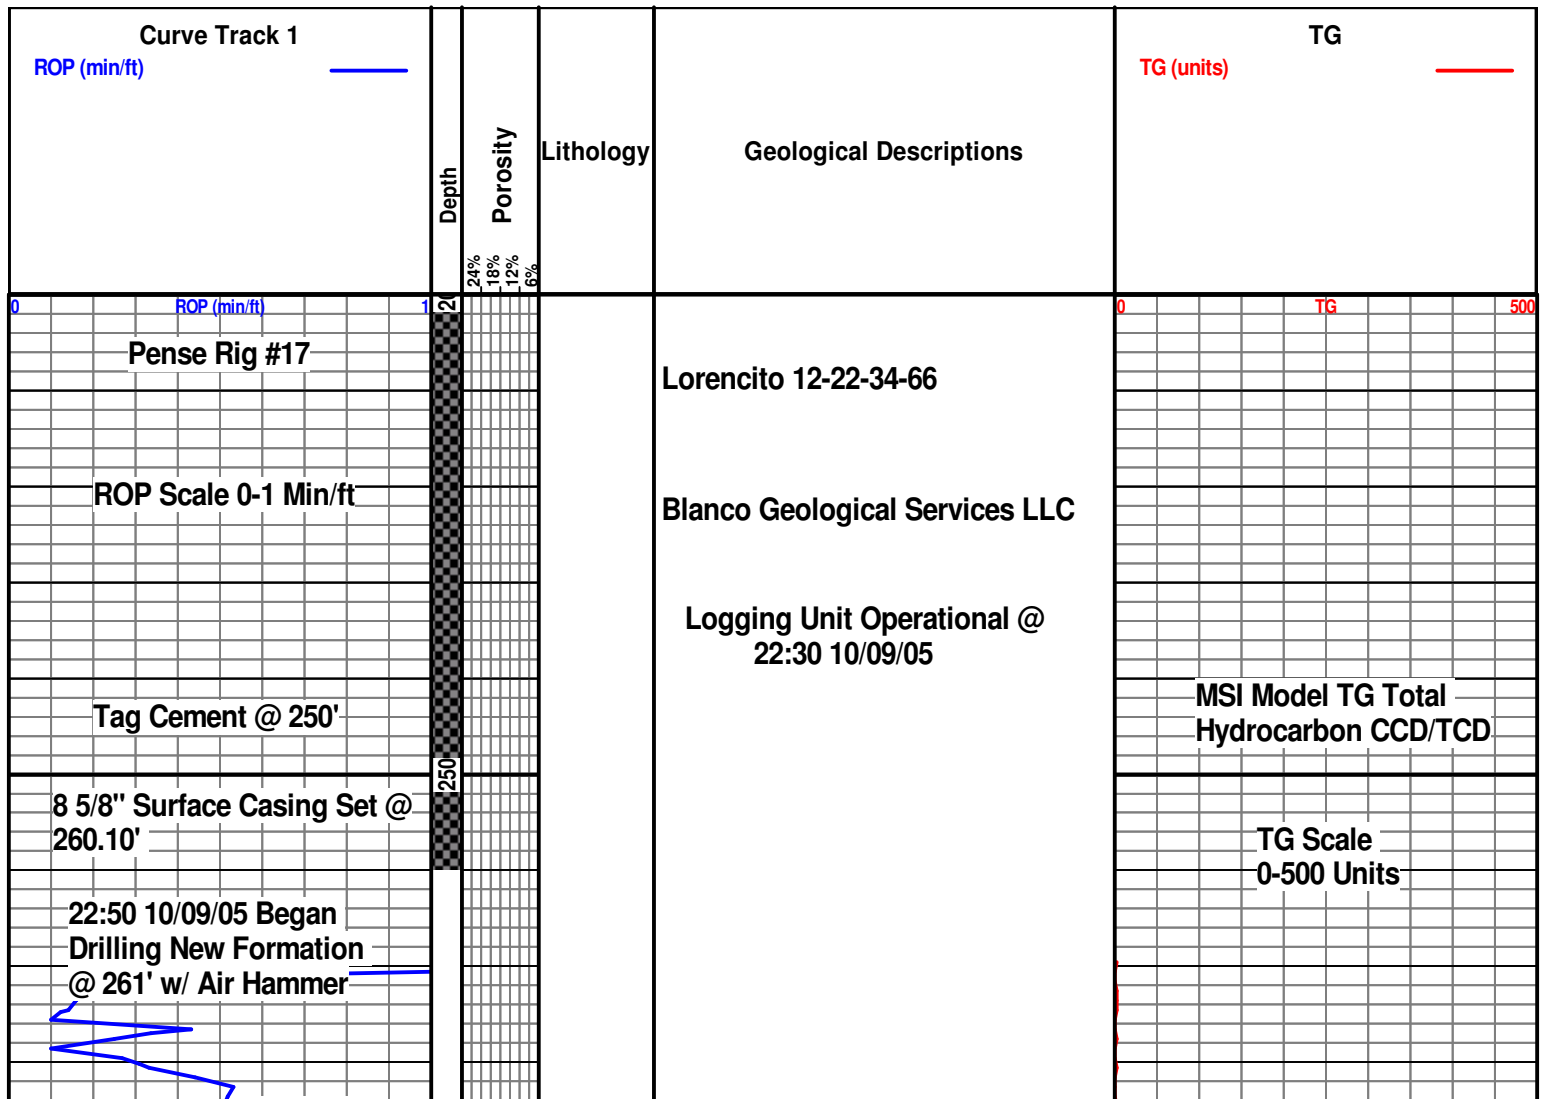 Curve Track 1
ROP (min/ft)
Depth
Porosity
24%
18%
12%
6%
Lithology
Geological Descriptions
TG
TG (units)
0 ROP (min/ft) 1
20
0 TG 500
Pense Rig #17
Lorencito 12-22-34-66
ROP Scale 0-1 Min/ft
Blanco Geological Services LLC
Logging Unit Operational @
22:30 10/09/05
Tag Cement @ 250'
MSI Model TG Total
Hydrocarbon CCD/TCD
250
8 5/8" Surface Casing Set @
260.10'
TG Scale
0-500 Units
22:50 10/09/05 Began
Drilling New Formation
@ 261' w/ Air Hammer